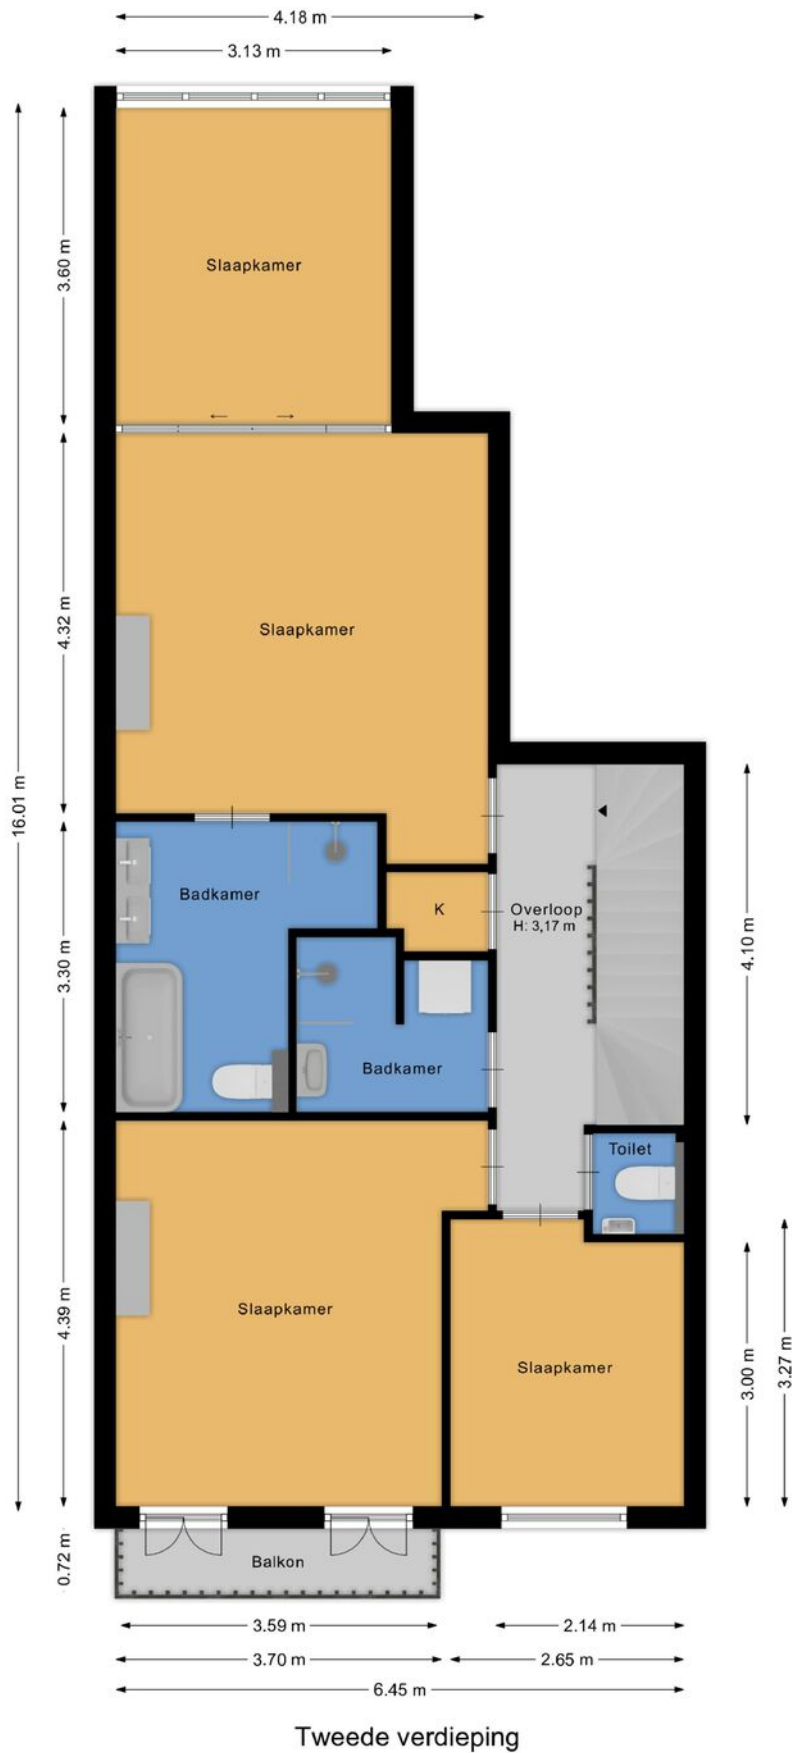 4.18 m
3.13 m
3.60 m
Slaapkamer
4.32 m
Slaapkamer
16.01 m
Badkamer
K
Overloop
H: 3,17 m
4.10 m
3.30 m
Badkamer
Toilet
4.39 m
Slaapkamer
Slaapkamer
3.00 m
3.27 m
0.72 m
Balkon
3.59 m
2.14 m
3.70 m
2.65 m
6.45 m
Tweede verdieping